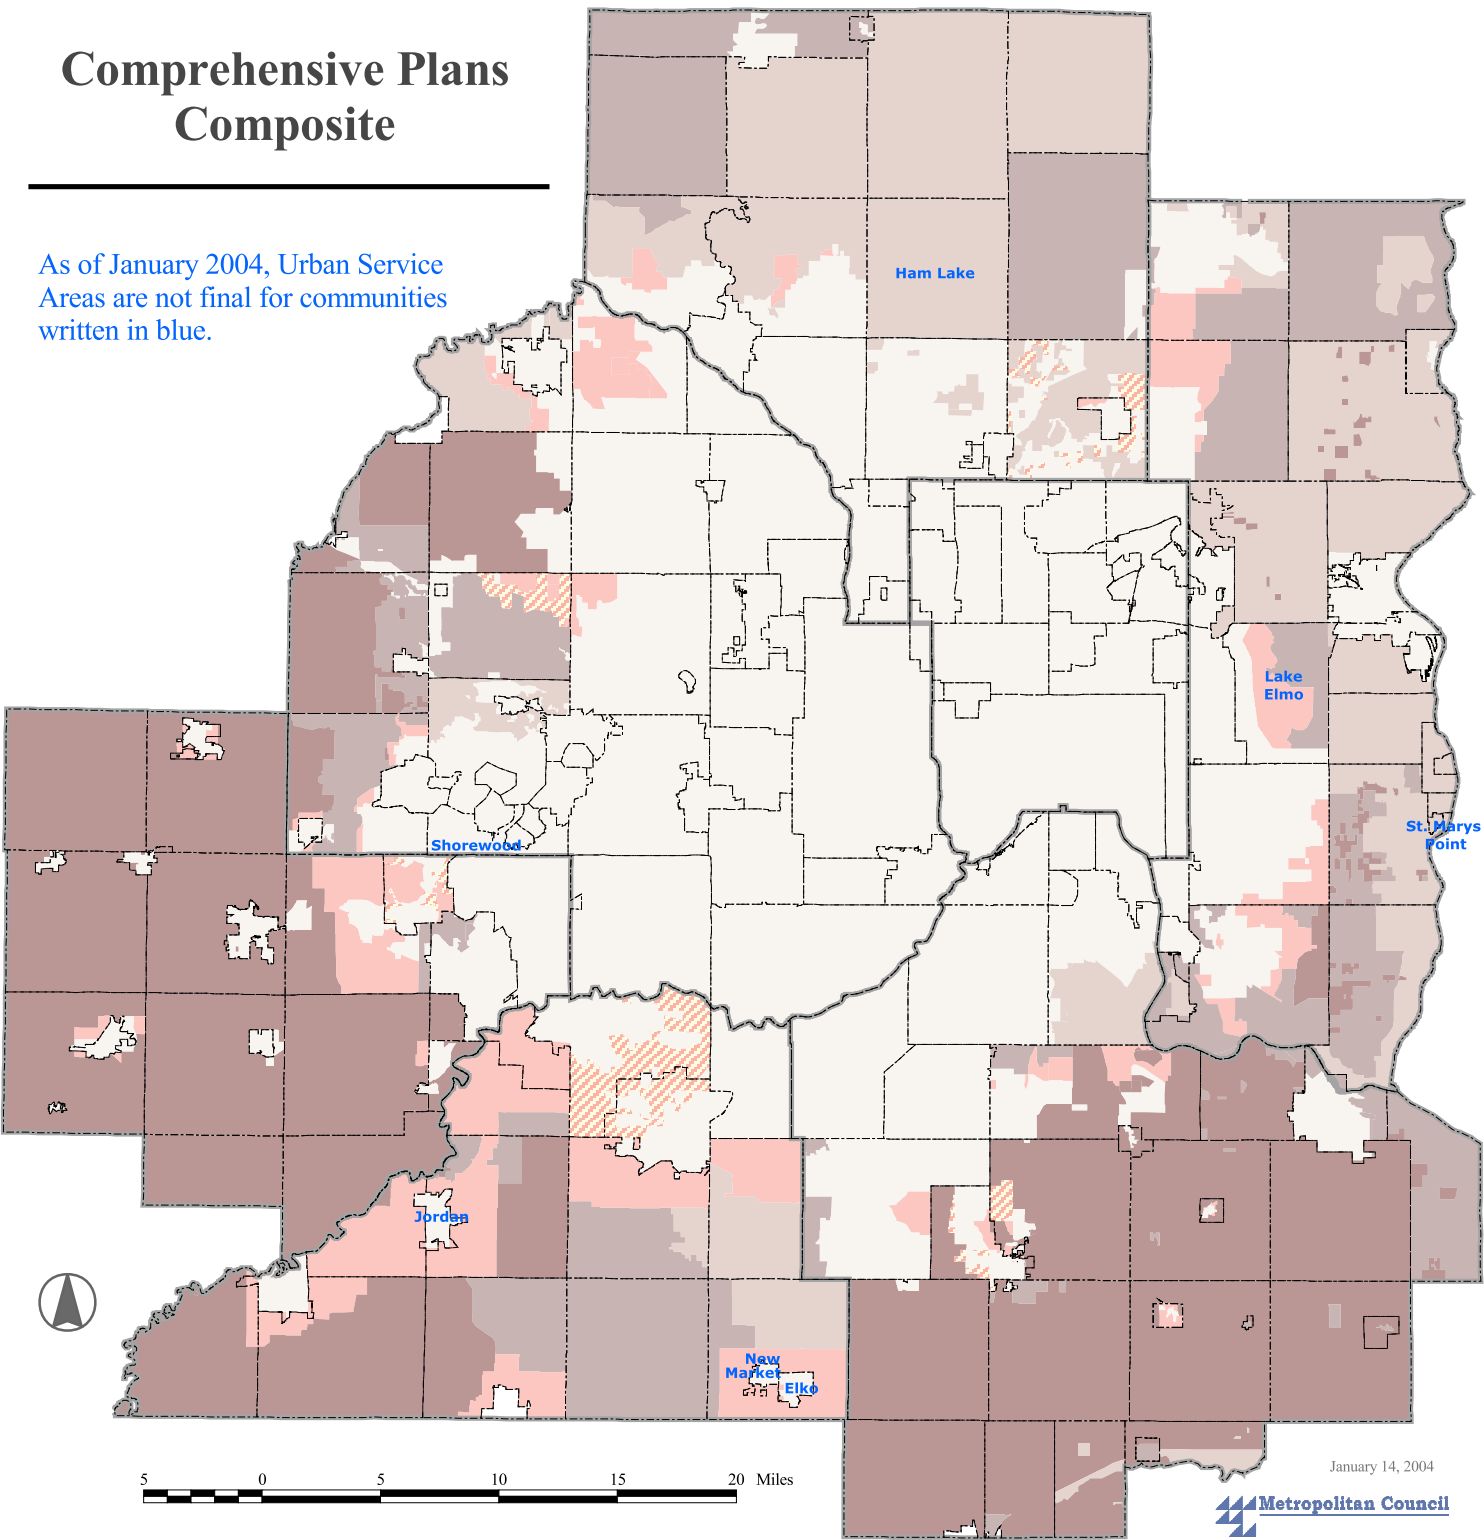 Comprehensive Plans
Composite
As of January 2004, Urban Service
Areas are not final for communities
written in blue.
Ham Lake
Lake
Elmo
St. Marys
Point
Shorewood
Jordan
New
Market
Elko
5 0 5 10 15 20 Miles
January 14, 2004
Metropolitan Council